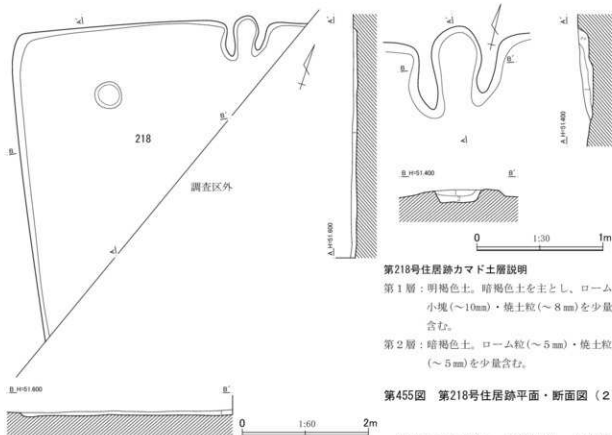 A
A'
B'
A
A'
218
B
B'
調査区外
A'
A H=51.600
B H=51.600
B'
0 1:60 2m
B
B'
A
A H=51.400
B H=51.400
B'
0 1:30 1m
第218号住居跡カマド土層説明
第1層：明褐色土。暗褐色土を主とし、ローム
小塊(～10㎜)・焼土粒(～8㎜)を少量
含む。
第2層：暗褐色土。ローム粒(～5㎜)・焼土粒
(～5㎜)を少量含む。
第455図 第218号住居跡平面・断面図（2